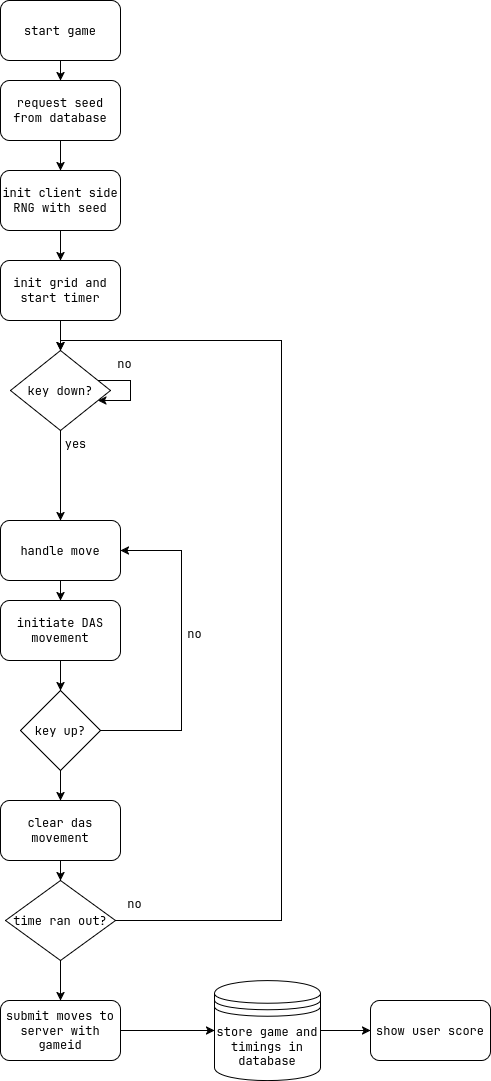 start game
request seed
from database
init client side
RNG with seed
init grid and
start timer
no
key down?
yes
handle move
initiate DAS
movement
no
key up?
clear das
movement
no
time ran out?
submit moves to
server with
gameid
store game and
timings in
database
show user score